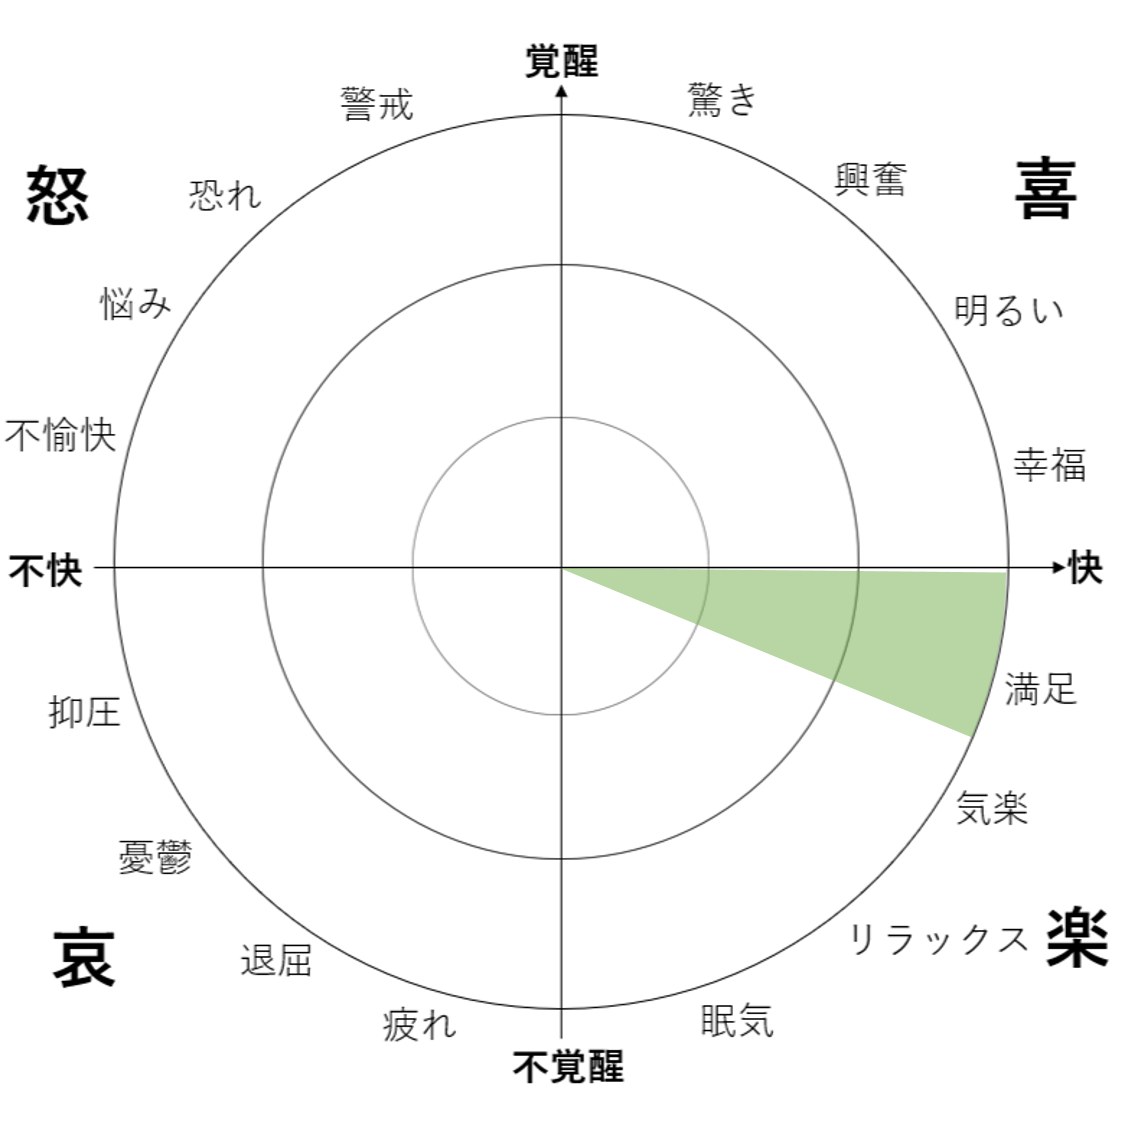 覚醒
警戒
驚き
怒
恐れ
興奮
喜
悩み
明るい
不愉快
幸福
不快
快
抑圧
満足
憂鬱
気楽
哀
退屈
リラックス
楽
疲れ
眠気
不覚醒